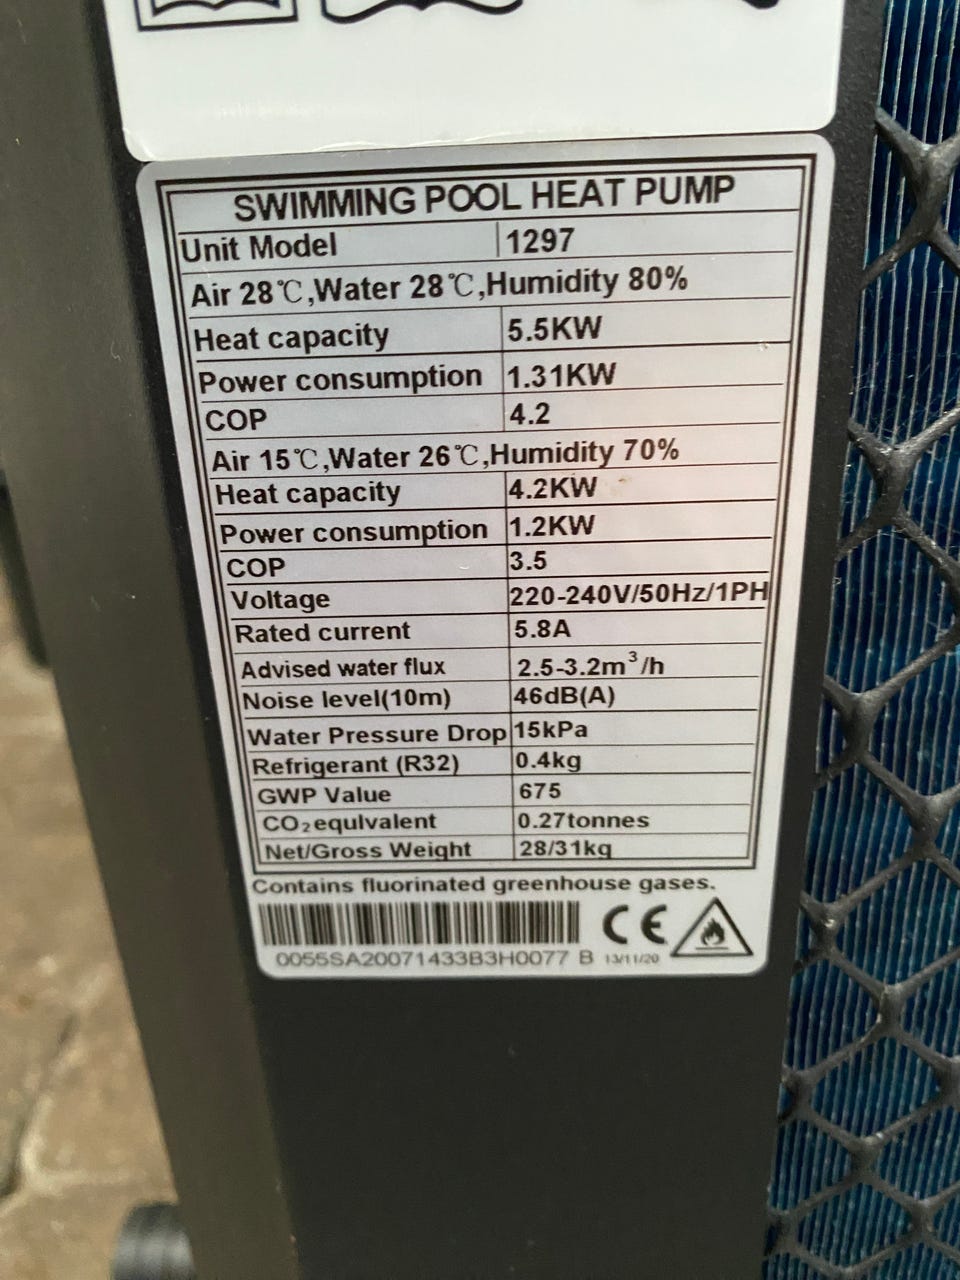 SWIMMING POOL HEAT PUMP
Unit Model 1297
Air 28℃,Water 28℃,Humidity 80%
Heat capacity 5.5KW
Power consumption 1.31KW
COP 4.2
Air 15℃,Water 26℃,Humidity 70%
Heat capacity 4.2KW
Power consumption 1.2KW
COP 3.5
Voltage 220-240V/50Hz/1PH
Rated current 5.8A
Advised water flux 2.5-3.2m³/h
Noise level(10m) 46dB(A)
Water Pressure Drop 15kPa
Refrigerant (R32) 0.4kg
GWP Value 675
CO₂equlvalent 0.27tonnes
Net/Gross Weight 28/31kg
Contains fluorinated greenhouse gases.
CE
0055SA20071433B3H0077 B 13/11/20